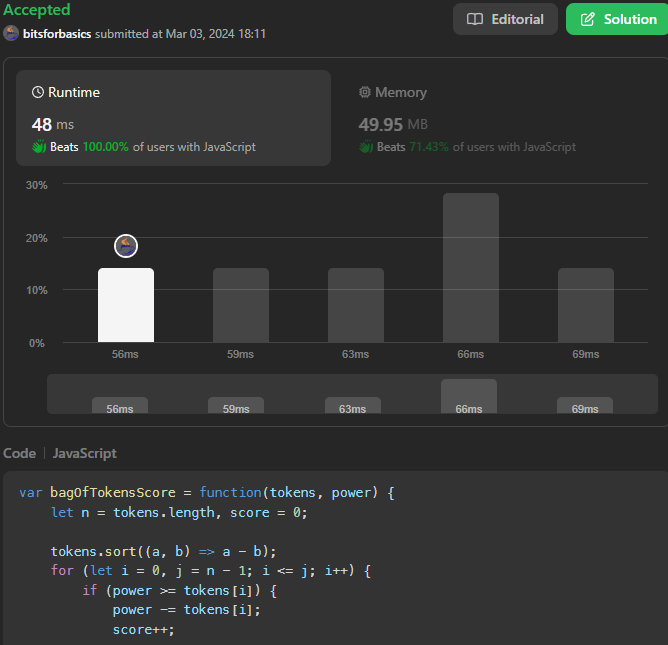 Accepted
Editorial
Solution
bitsforbasics submitted at Mar 03, 2024 18:11
Runtime
Memory
48 ms
49.95 MB
Beats 100.00% of users with JavaScript
Beats 71.43% of users with JavaScript
30%
20%
10%
0%
56ms 59ms 63ms 66ms 69ms
56ms 59ms 63ms 66ms 69ms
Code | JavaScript
var bagOfTokensScore = function(tokens, power) {
    let n = tokens.length, score = 0;

    tokens.sort((a, b) => a - b);
    for (let i = 0, j = n - 1; i <= j; i++) {
        if (power >= tokens[i]) {
            power -= tokens[i];
            score++;